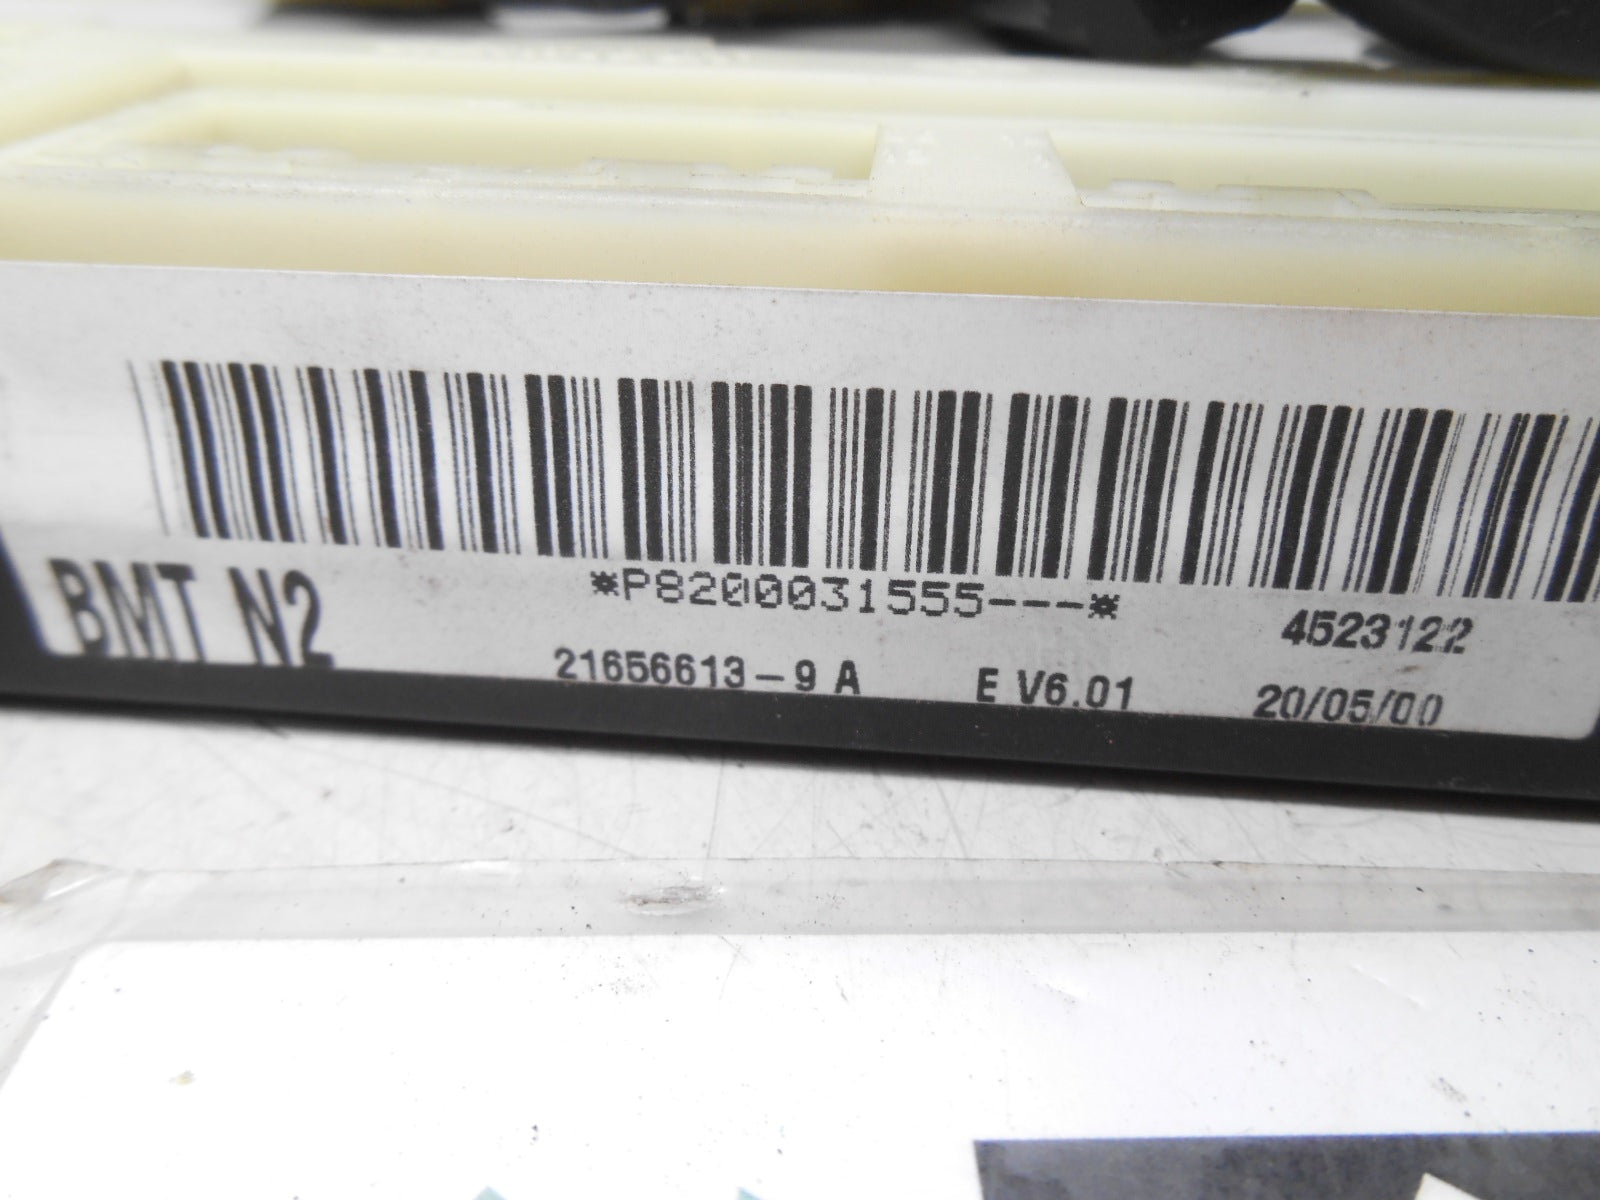 *P8200031555---*
BMT N2
4523122
21656613-9 A E V6.01 20/05/00